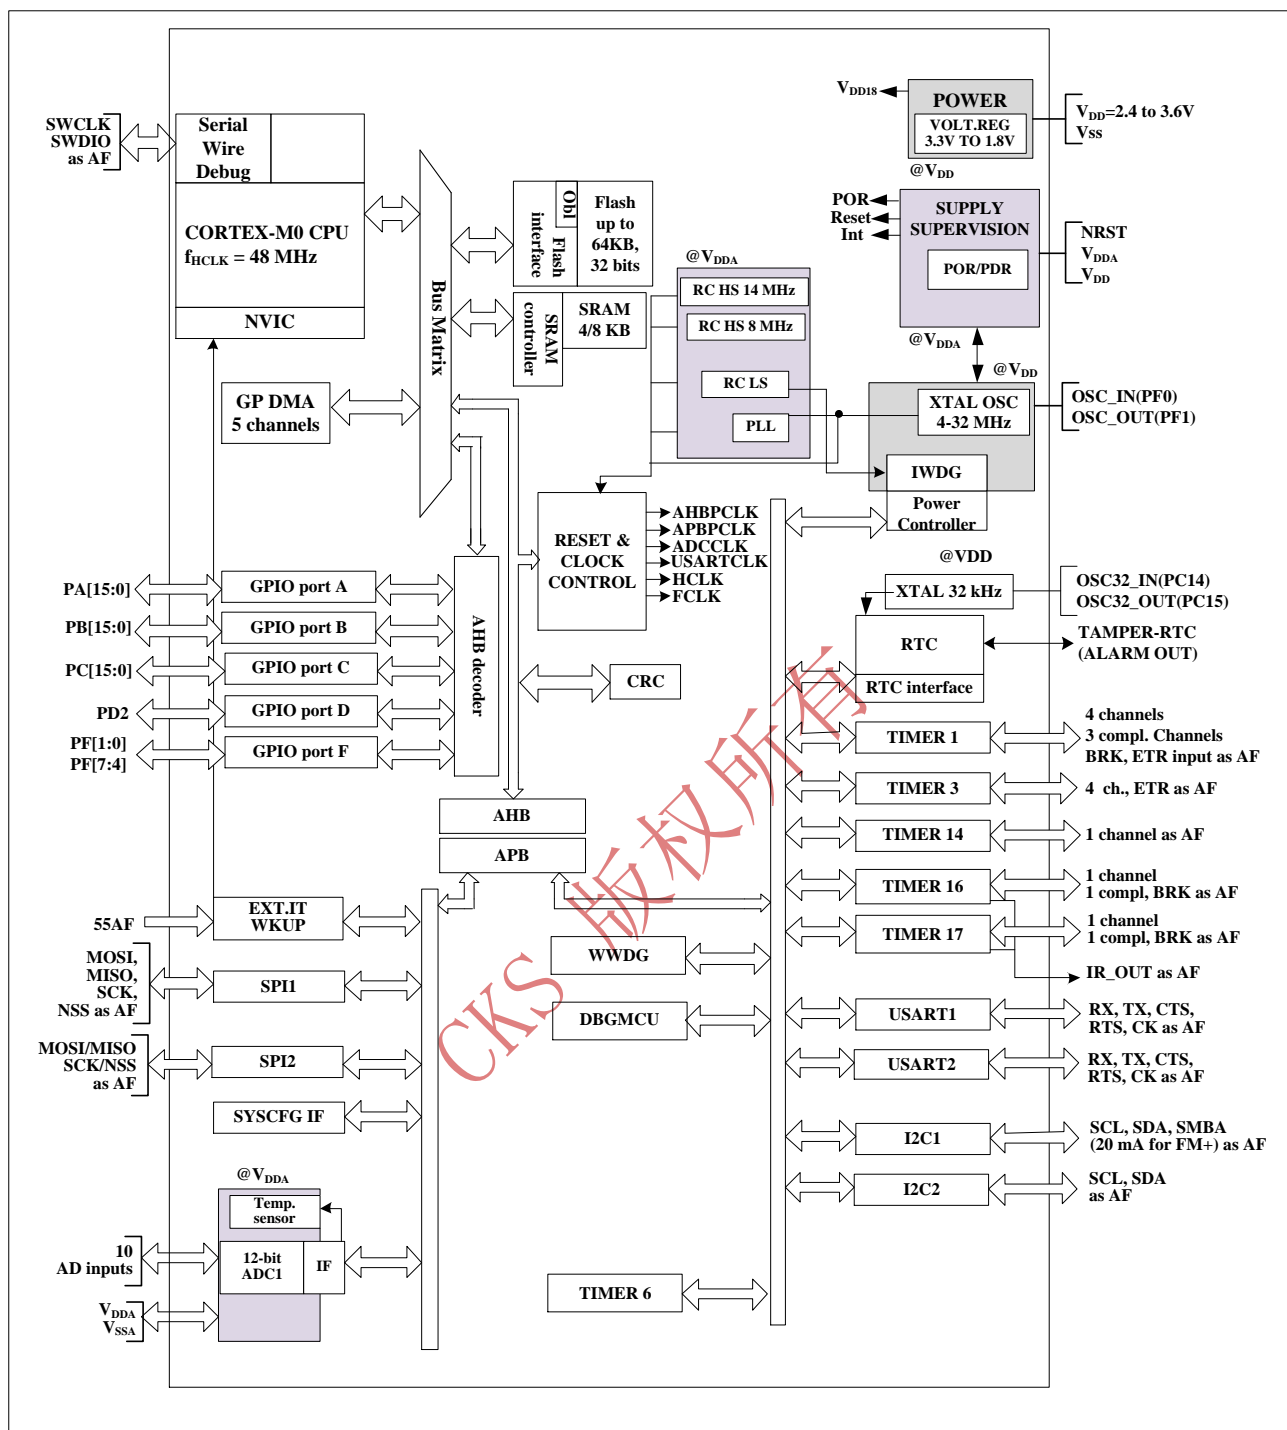 SWCLK
SWDIO
as AF
Serial
Wire
Debug
CORTEX-M0 CPU
fHCLK = 48 MHz
NVIC
GP DMA
5 channels
Bus Matrix
Obl
Flash
interface
Flash
up to
64KB,
32 bits
SRAM
controller
SRAM
4/8 KB
@VDDA
RC HS 14 MHz
RC HS 8 MHz
RC LS
PLL
VDD18
POWER
VOLT.REG
3.3V TO 1.8V
VDD=2.4 to 3.6V
Vss
@VDD
POR
Reset
Int
SUPPLY
SUPERVISION
POR/PDR
NRST
VDDA
VDD
@VDDA
@VDD
XTAL OSC
4-32 MHz
OSC_IN(PF0)
OSC_OUT(PF1)
IWDG
Power
Controller
RESET &
CLOCK
CONTROL
AHBPCLK
APBPCLK
ADCCLK
USARTCLK
HCLK
FCLK
@VDD
XTAL 32 kHz
OSC32_IN(PC14)
OSC32_OUT(PC15)
RTC
RTC interface
TAMPER-RTC
(ALARM OUT)
PA[15:0]
GPIO port A
PB[15:0]
GPIO port B
PC[15:0]
GPIO port C
PD2
GPIO port D
PF[1:0]
PF[7:4]
GPIO port F
AHB decoder
CRC
AHB
APB
TIMER 1
4 channels
3 compl. Channels
BRK, ETR input as AF
TIMER 3
4 ch., ETR as AF
TIMER 14
1 channel as AF
TIMER 16
1 channel
1 compl, BRK as AF
TIMER 17
1 channel
1 compl, BRK as AF
IR_OUT as AF
55AF
EXT.IT
WKUP
MOSI,
MISO,
SCK,
NSS as AF
SPI1
MOSI/MISO
SCK/NSS
as AF
SPI2
SYSCFG IF
WWDG
DBGMCU
USART1
RX, TX, CTS,
RTS, CK as AF
USART2
RX, TX, CTS,
RTS, CK as AF
I2C1
SCL, SDA, SMBA
(20 mA for FM+) as AF
I2C2
SCL, SDA
as AF
@VDDA
Temp.
sensor
10
AD inputs
12-bit
ADC1
IF
VDDA
VSSA
TIMER 6
CKS 版权所有